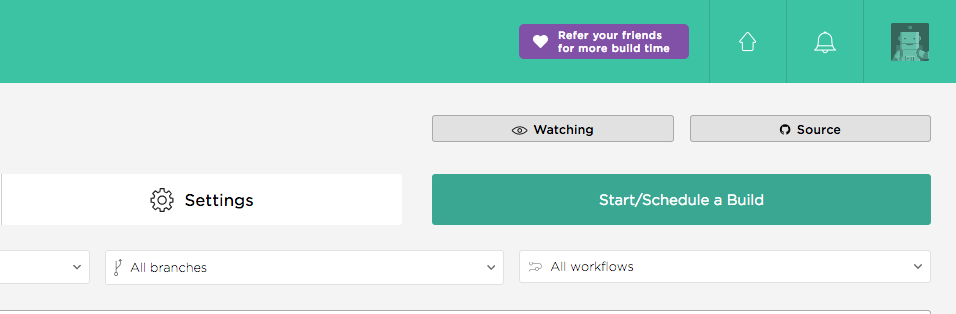 Refer your friends
for more build time
Watching
Source
Settings
Start/Schedule a Build
All branches
All workflows